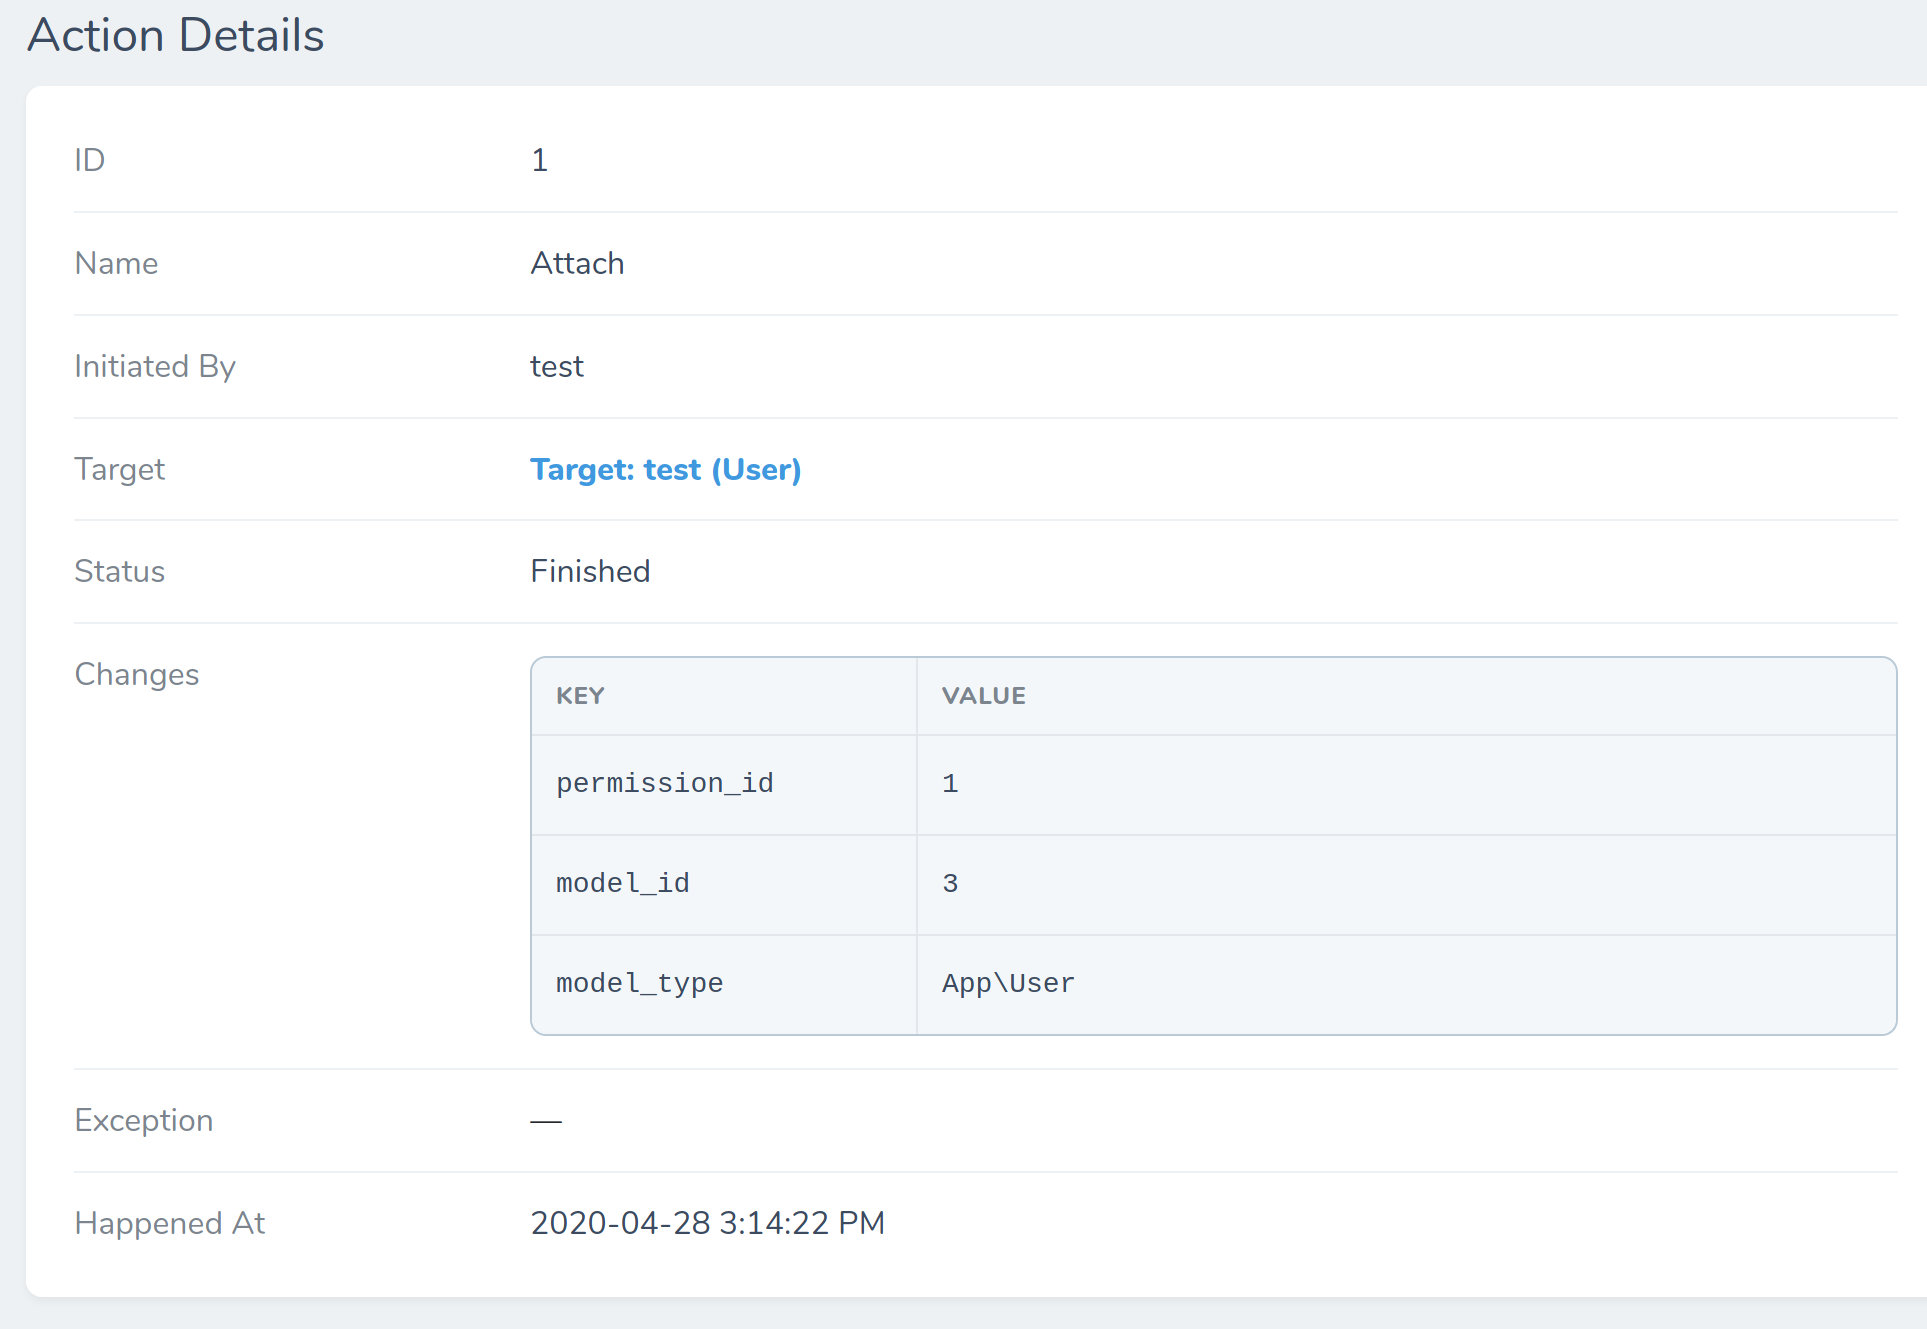 Action Details
ID 1
Name Attach
Initiated By test
Target Target: test (User)
Status Finished
Changes
KEY VALUE
permission_id 1
model_id 3
model_type App\User
Exception —
Happened At 2020-04-28 3:14:22 PM